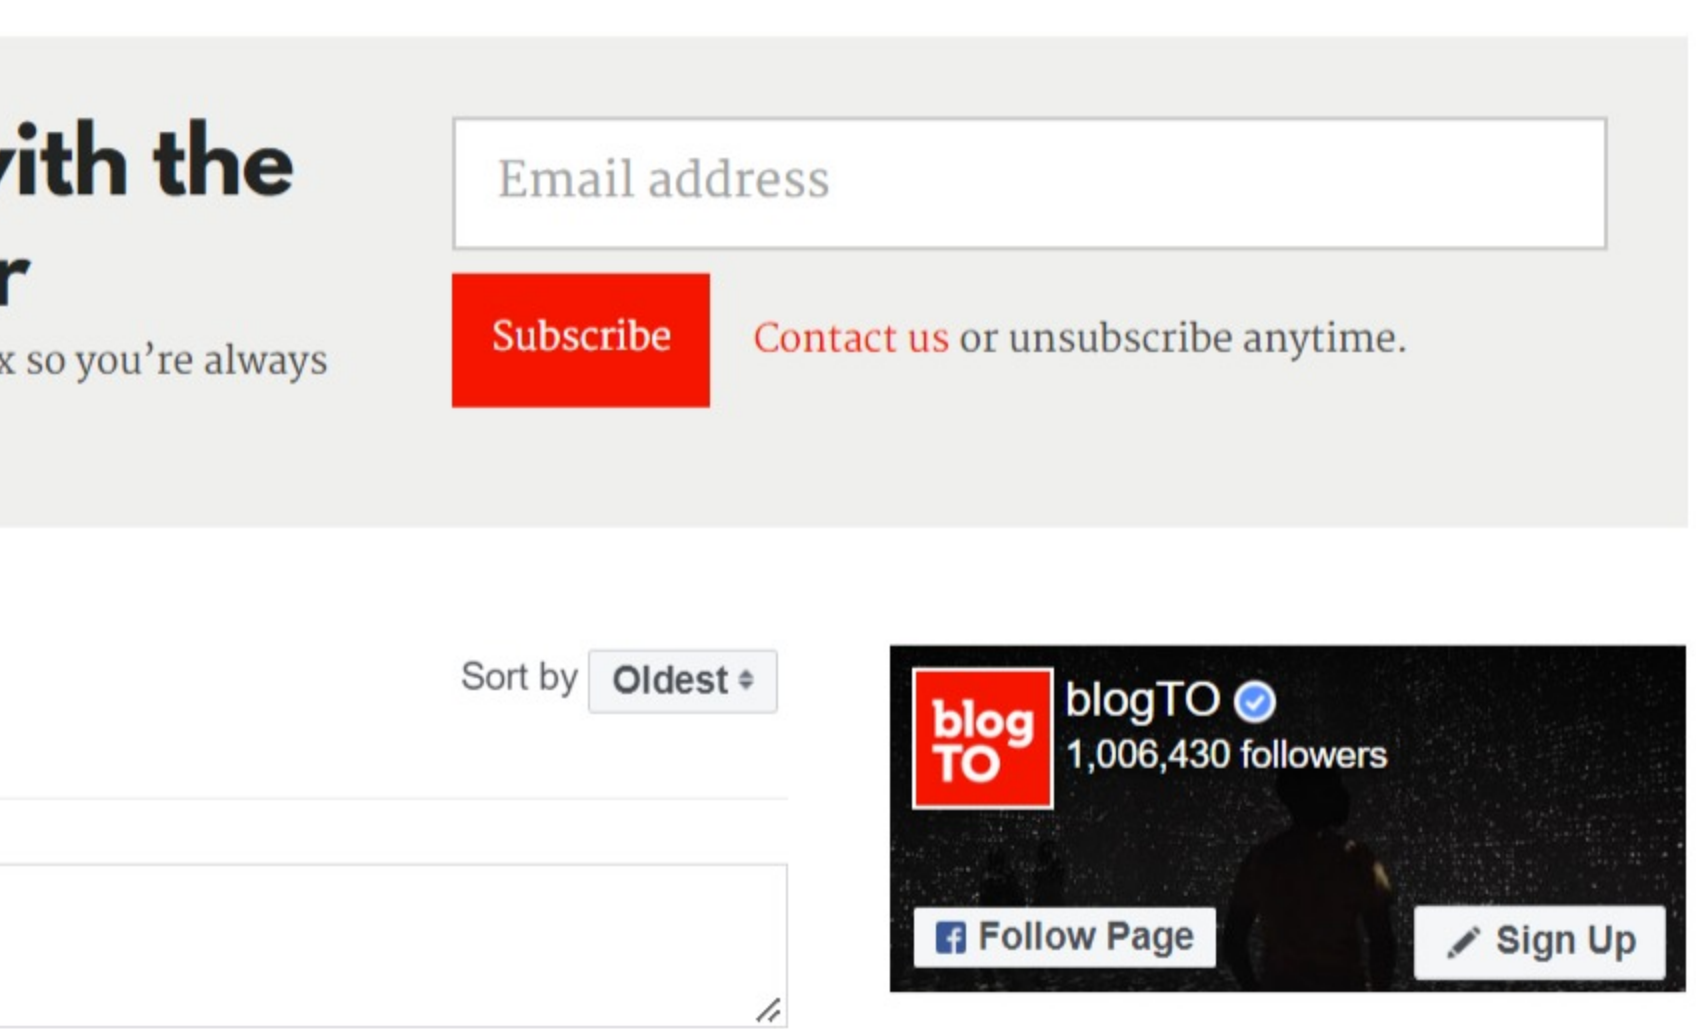 ith the
r
x so you’re always
Email address
Subscribe
Contact us or unsubscribe anytime.
Sort by Oldest
blog
TO
blogTO
1,006,430 followers
Follow Page
Sign Up